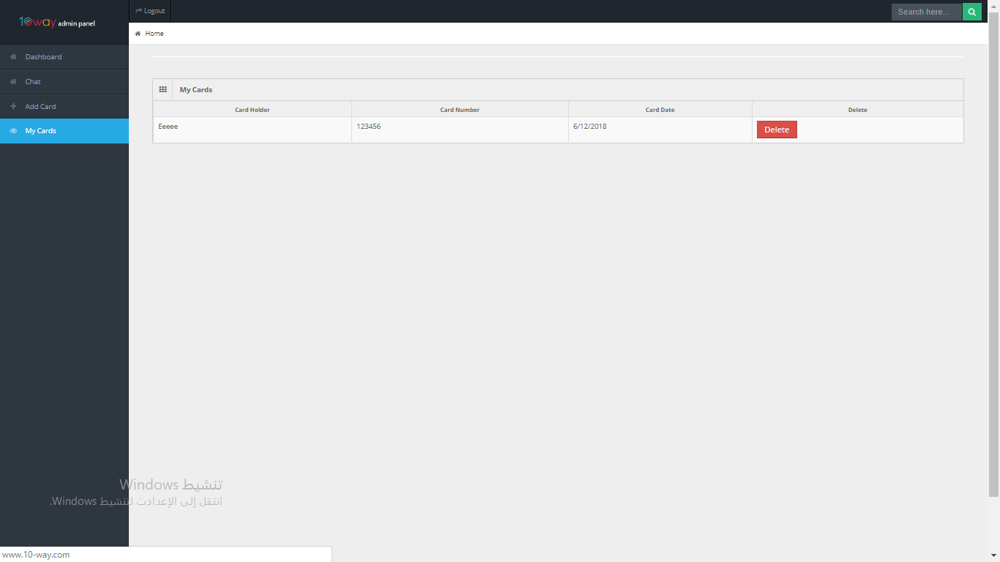 10way admin panel
Logout
Search here...
Home
Dashboard
Chat
Add Card
My Cards
My Cards
Card Holder Card Number Card Date Delete
Eeeee 123456 6/12/2018 Delete
تنشيط Windows
انتقل إلى الإعدادت لتنشيط Windows.
www.10-way.com